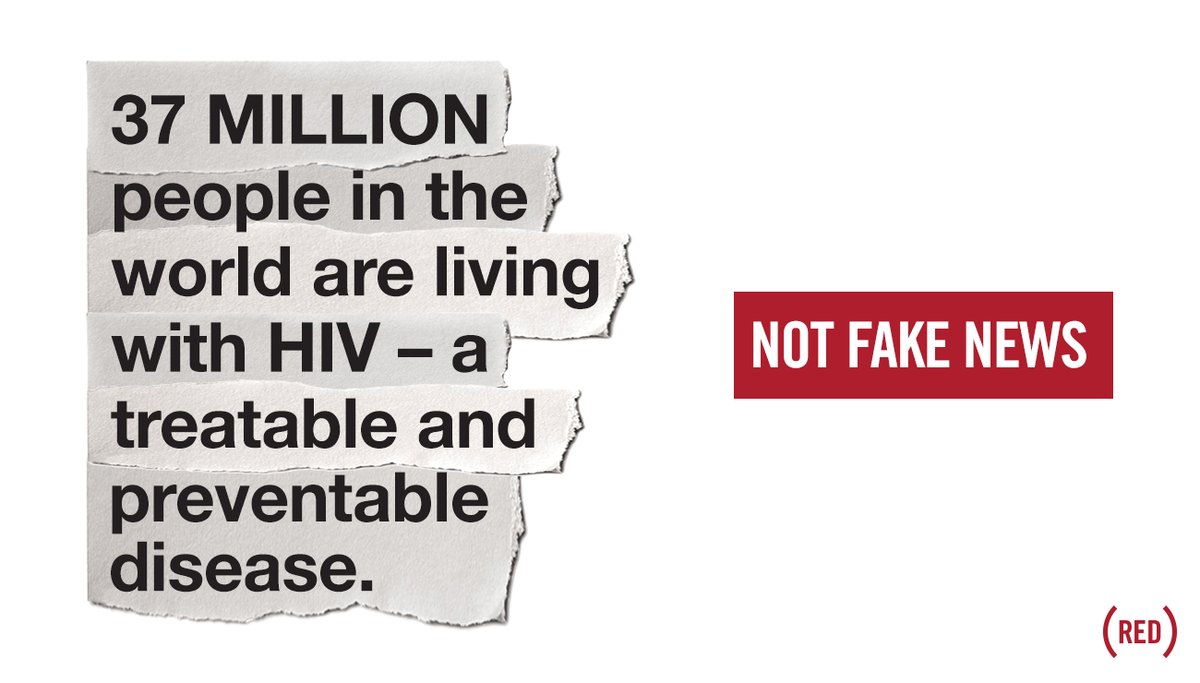 37 MILLION
people in the
world are living
with HIV – a
treatable and
preventable
disease.
NOT FAKE NEWS
(RED)